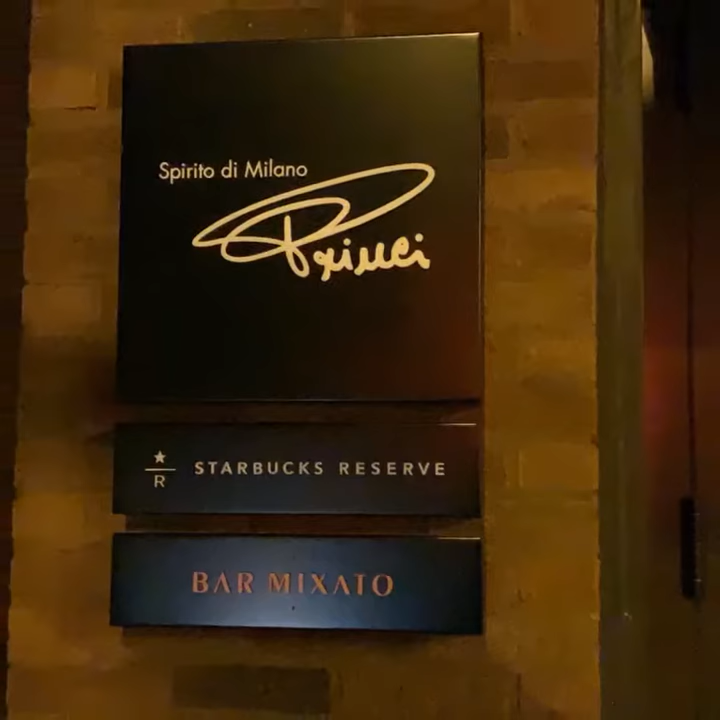 Spirito di Milano
Princi
R
STARBUCKS RESERVE
BAR MIXATO